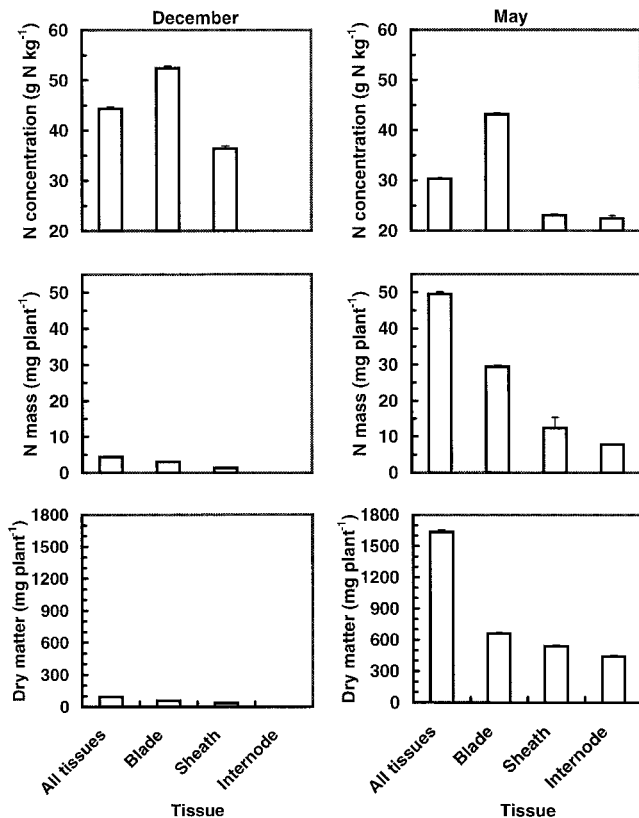 December
May
N concentration (g N kg⁻¹)
60
50
40
30
20
N concentration (g N kg⁻¹)
60
50
40
30
20
N mass (mg plant⁻¹)
50
40
30
20
10
0
N mass (mg plant⁻¹)
50
40
30
20
10
0
Dry matter (mg plant⁻¹)
1800
1500
1200
900
600
300
0
Dry matter (mg plant⁻¹)
1800
1500
1200
900
600
300
0
All tissues
Blade
Sheath
Internode
All tissues
Blade
Sheath
Internode
Tissue
Tissue